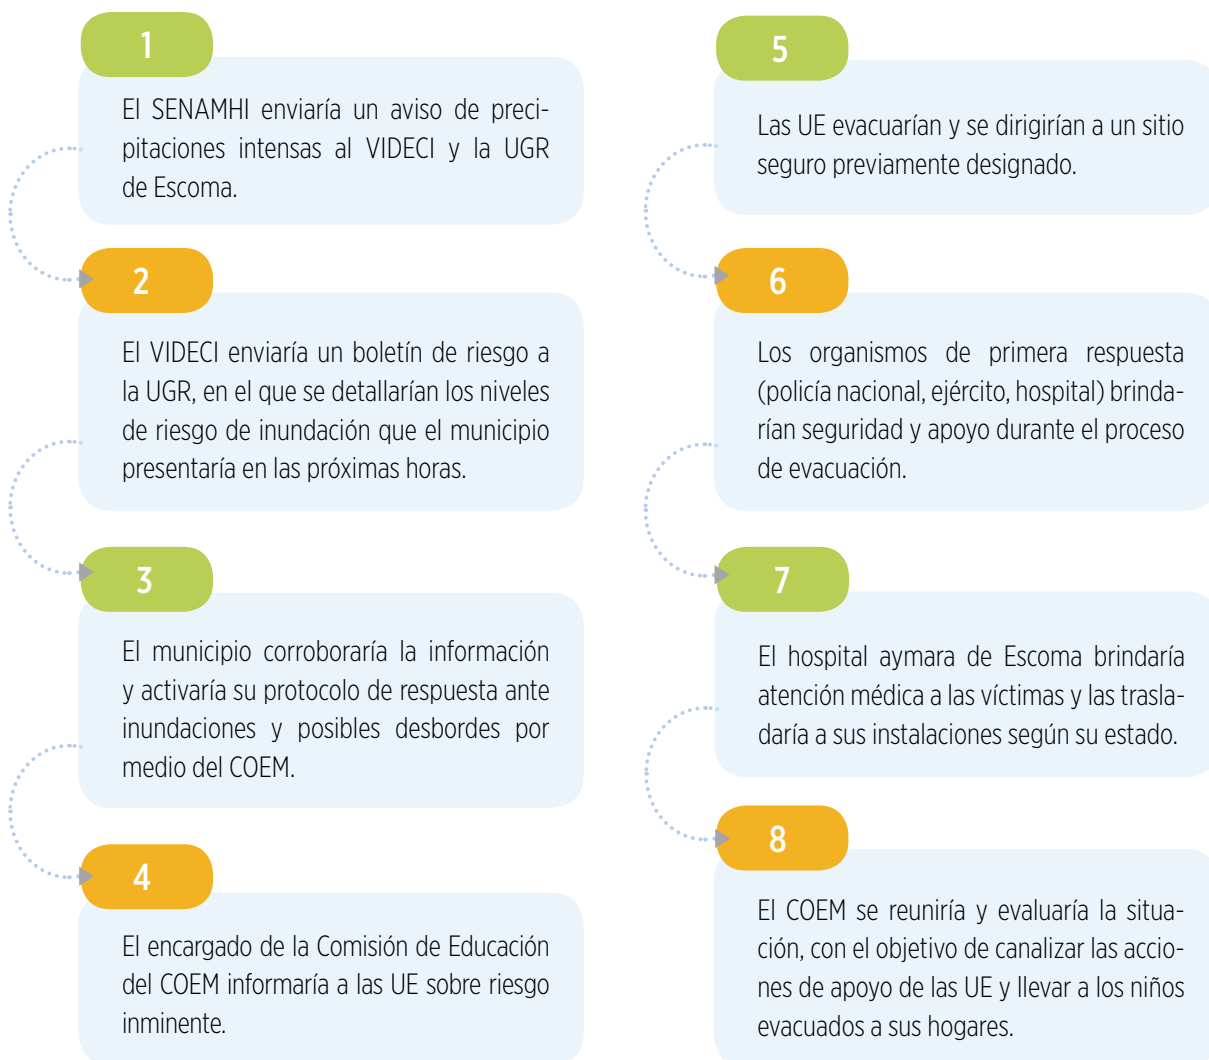 1
El SENAMHI enviaría un aviso de preci-
pitaciones intensas al VIDECI y la UGR
de Escoma.
2
El VIDECI enviaría un boletín de riesgo a
la UGR, en el que se detallarían los niveles
de riesgo de inundación que el municipio
presentaría en las próximas horas.
3
El municipio corroboraría la información
y activaría su protocolo de respuesta ante
inundaciones y posibles desbordes por
medio del COEM.
4
El encargado de la Comisión de Educación
del COEM informaría a las UE sobre riesgo
inminente.
5
Las UE evacuarían y se dirigirían a un sitio
seguro previamente designado.
6
Los organismos de primera respuesta
(policía nacional, ejército, hospital) brinda-
rían seguridad y apoyo durante el proceso
de evacuación.
7
El hospital aymara de Escoma brindaría
atención médica a las víctimas y las trasla-
daría a sus instalaciones según su estado.
8
El COEM se reuniría y evaluaría la situa-
ción, con el objetivo de canalizar las accio-
nes de apoyo de las UE y llevar a los niños
evacuados a sus hogares.